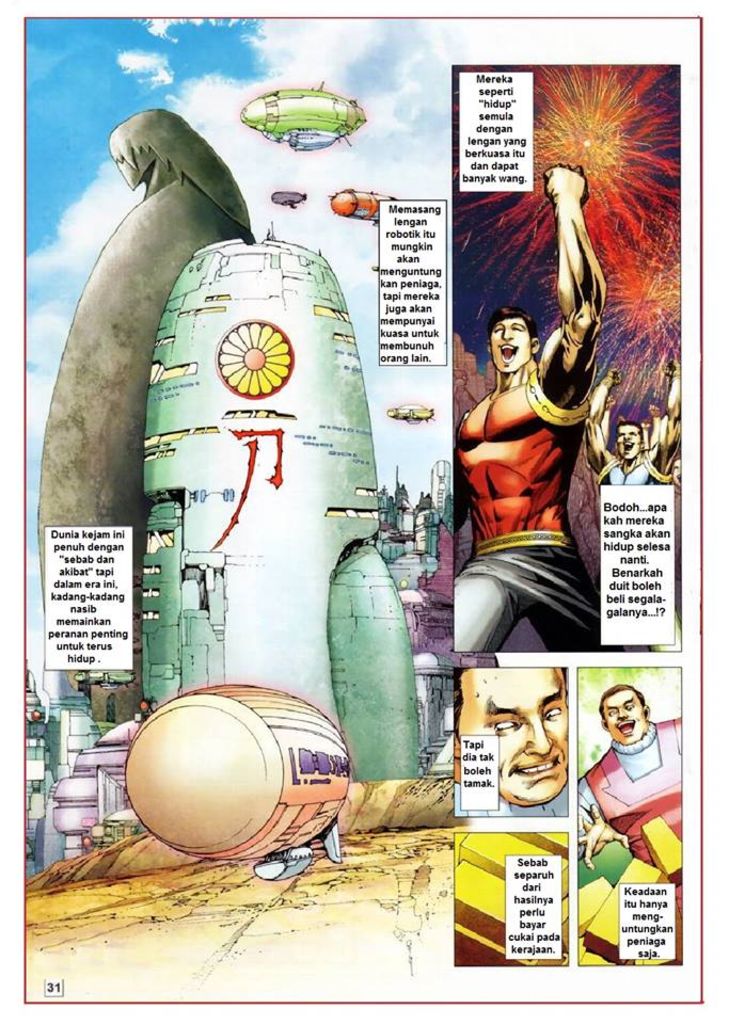 Memasang
lengan
robotik itu
mungkin
akan
menguntung
kan peniaga,
tapi mereka
juga akan
mempunyai
kuasa untuk
membunuh
orang lain.
刀
Dunia kejam ini
penuh dengan
"sebab dan
akibat" tapi
dalam era ini,
kadang-kadang
nasib
memainkan
peranan penting
untuk terus
hidup .
Mereka
seperti
"hidup"
semula
dengan
lengan yang
berkuasa itu
dan dapat
banyak wang.
Bodoh...apa
kah mereka
sangka akan
hidup selesa
nanti.
Benarkah
duit boleh
beli segala-
galanya...!?
Tapi
dia tak
boleh
tamak.
Sebab
separuh
dari
hasilnya
perlu
bayar
cukai pada
kerajaan.
Keadaan
itu hanya
meng-
untungkan
peniaga
saja.
31